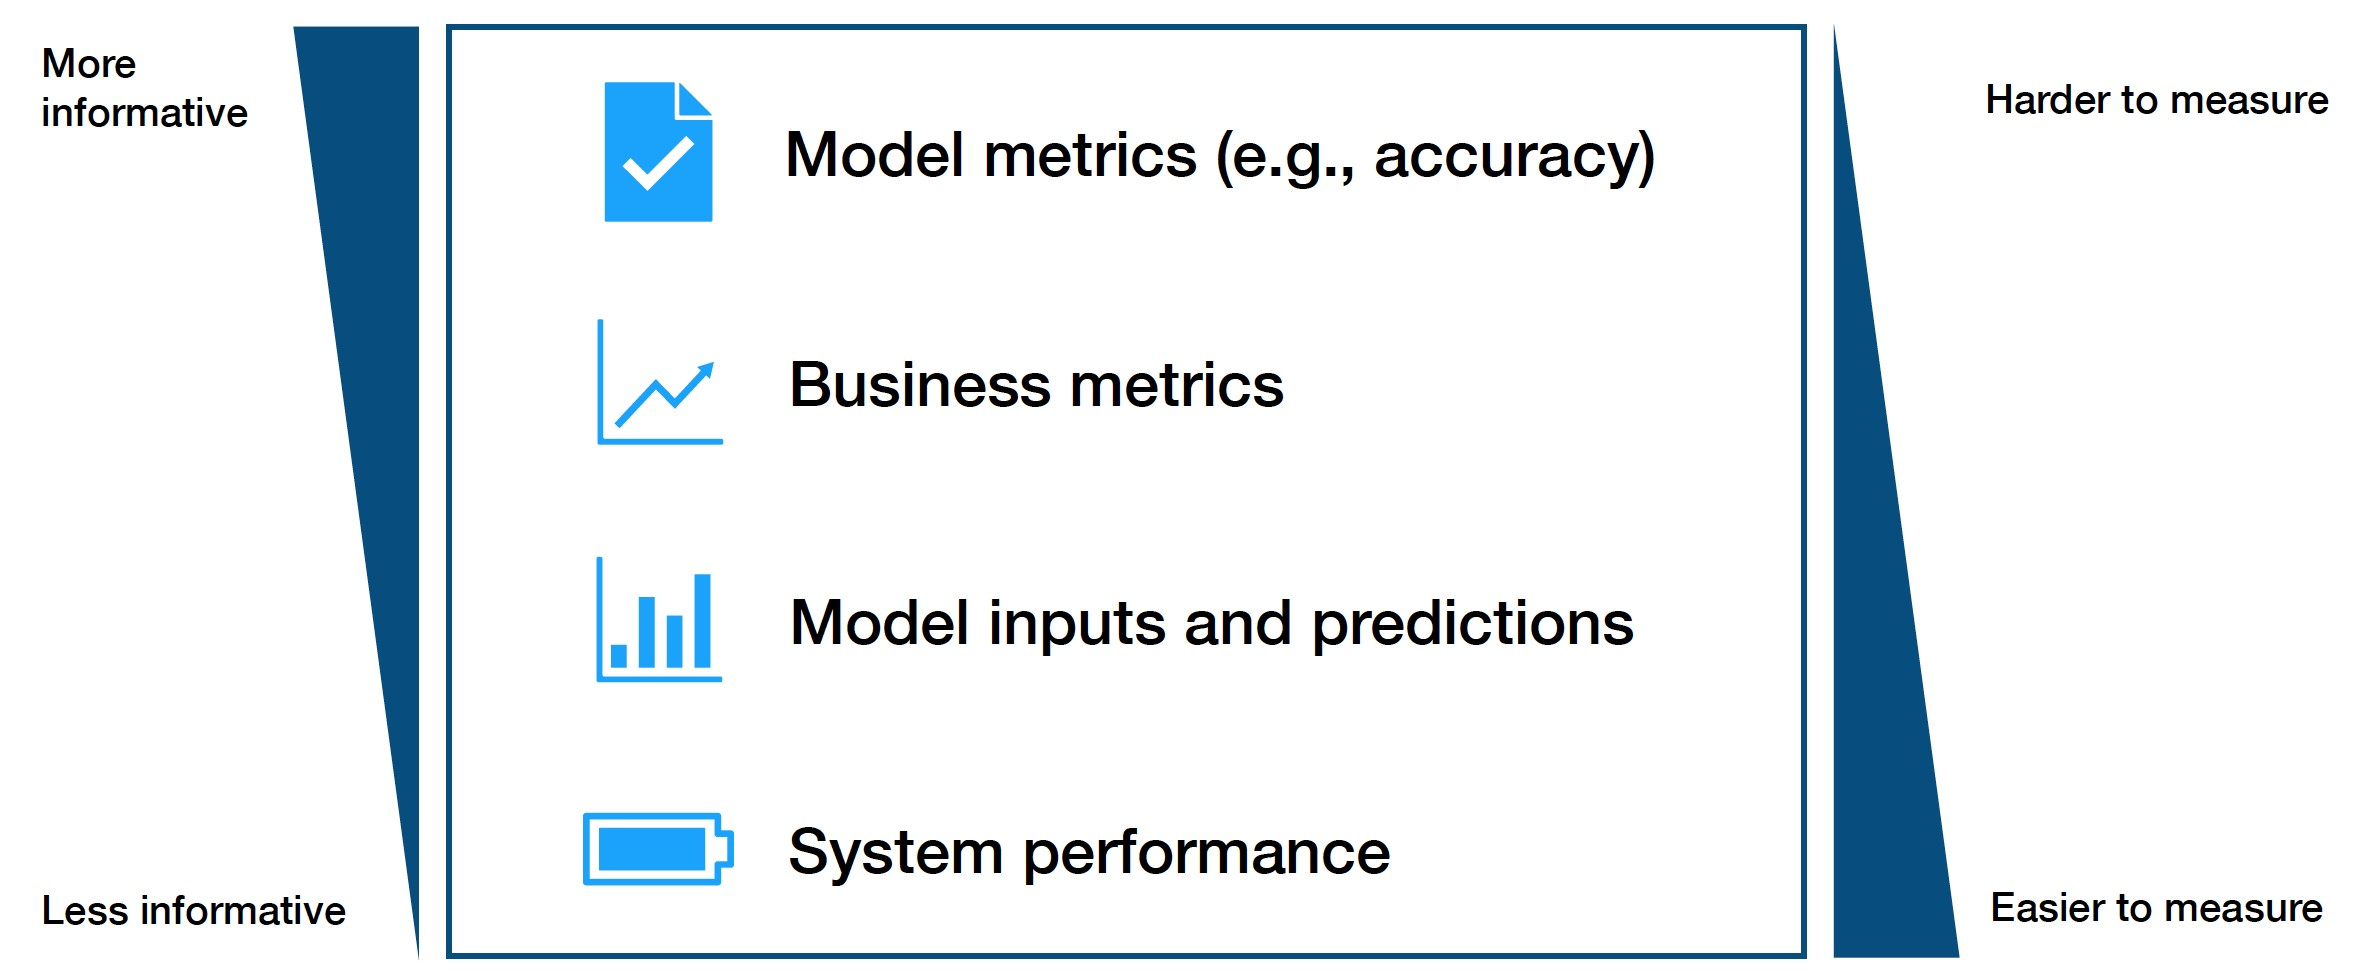 More
informative
Harder to measure
Model metrics (e.g., accuracy)
Business metrics
Model inputs and predictions
System performance
Less informative
Easier to measure